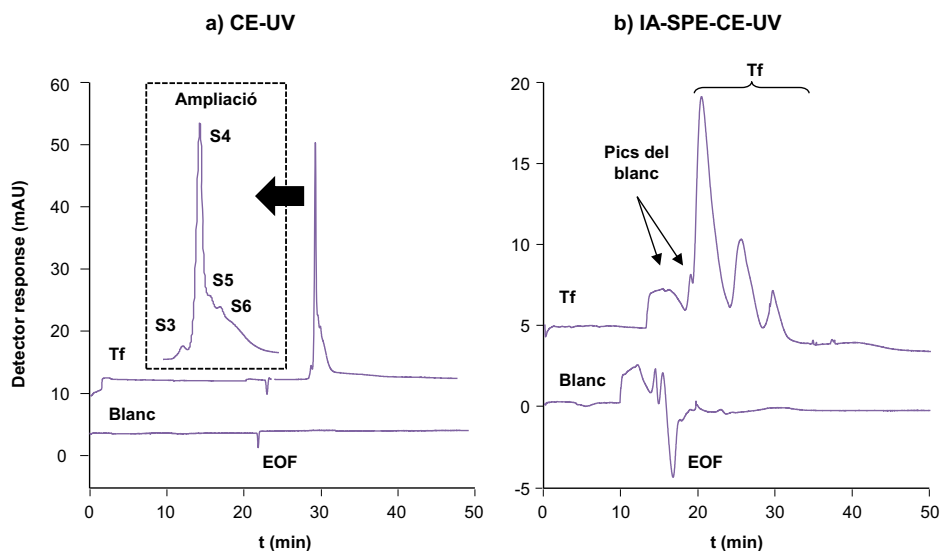 a) CE-UV
60
50
40
30
20
10
0
Detector response (mAU)
Ampliació
S4
S5
S6
S3
Tf
Blanc
EOF
0
10
20
30
40
50
t (min)
b) IA-SPE-CE-UV
20
15
10
5
0
-5
Tf
Pics del
blanc
Tf
Blanc
EOF
0
10
20
30
40
50
t (min)